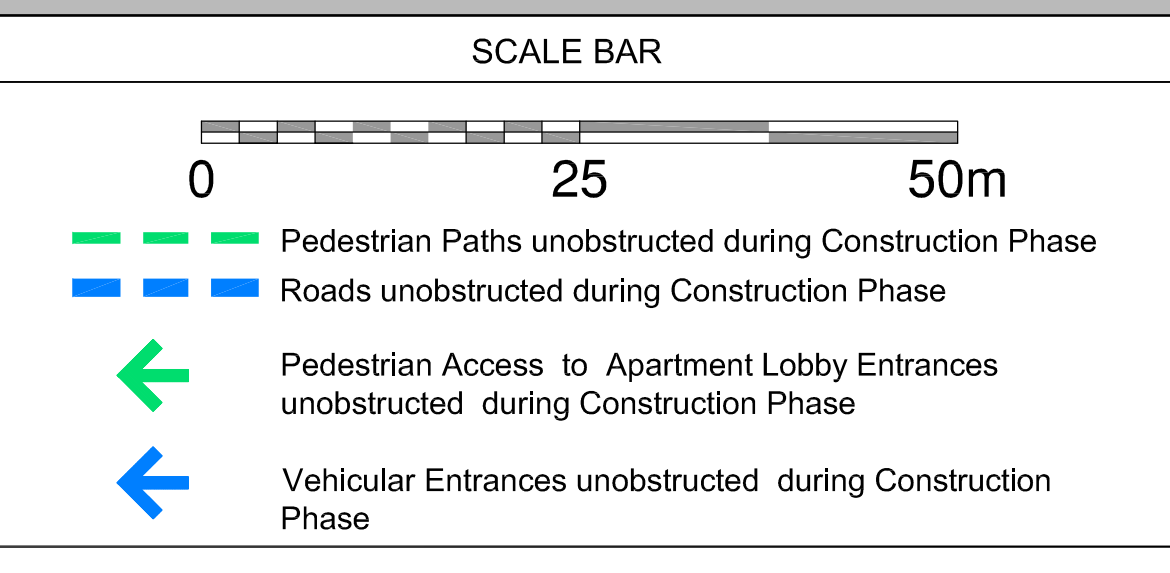 SCALE BAR
0 25 50m
Pedestrian Paths unobstructed during Construction Phase
Roads unobstructed during Construction Phase
Pedestrian Access to Apartment Lobby Entrances
unobstructed during Construction Phase
Vehicular Entrances unobstructed during Construction
Phase